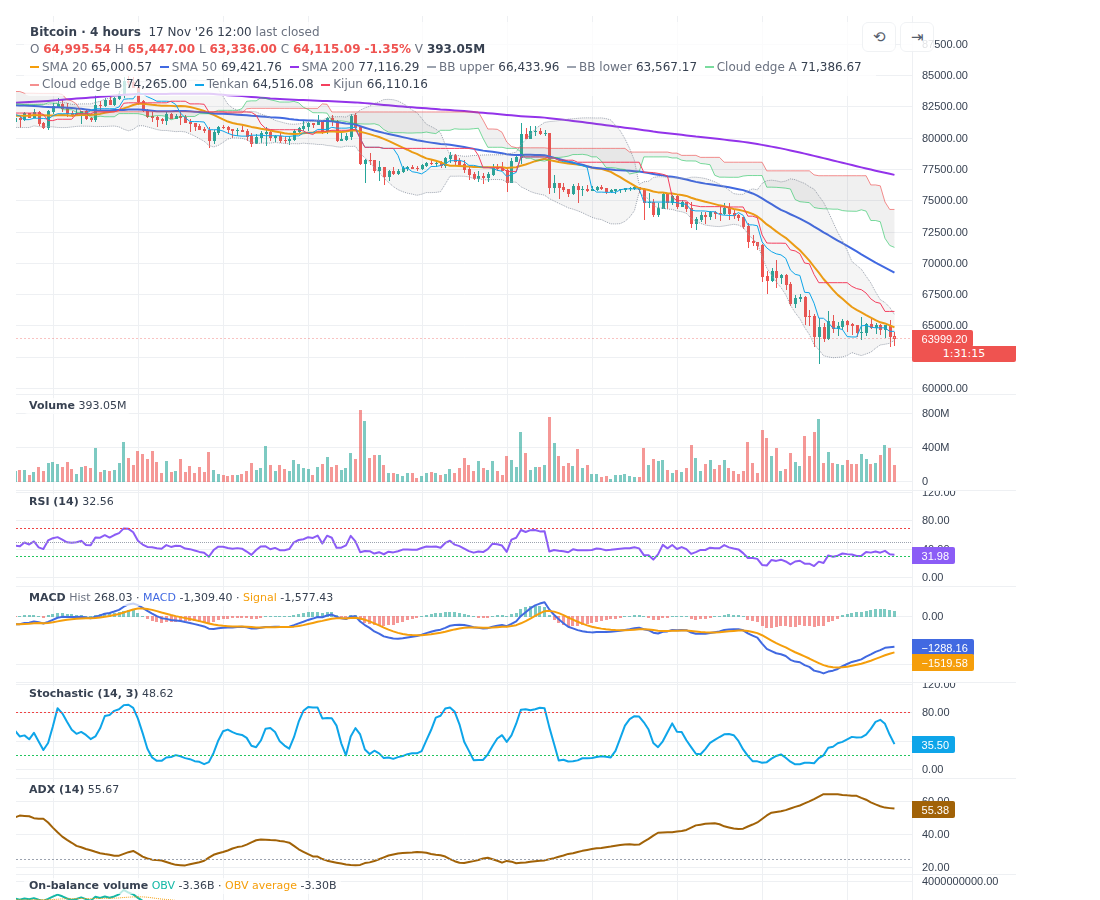 Bitcoin · 4 hours 17 Nov '26 12:00 last closed
O 64,995.54 H 65,447.00 L 63,336.00 C 64,115.09 -1.35% V 393.05M
SMA 20 65,000.57 SMA 50 69,421.76 SMA 200 77,116.29 BB upper 66,433.96 BB lower 63,567.17 Cloud edge A 71,386.67
Cloud edge B 74,265.00 Tenkan 64,516.08 Kijun 66,110.16
85000.00
82500.00
80000.00
77500.00
75000.00
72500.00
70000.00
67500.00
65000.00
63999.20
1:31:15
60000.00
Volume 393.05M
800M
400M
0
RSI (14) 32.56
120.00
80.00
31.98
0.00
MACD Hist 268.03 · MACD -1,309.40 · Signal -1,577.43
0.00
−1288.16
−1519.58
Stochastic (14, 3) 48.62
120.00
80.00
35.50
0.00
ADX (14) 55.67
60.00
55.38
40.00
20.00
On-balance volume OBV -3.36B · OBV average -3.30B
4000000000.00